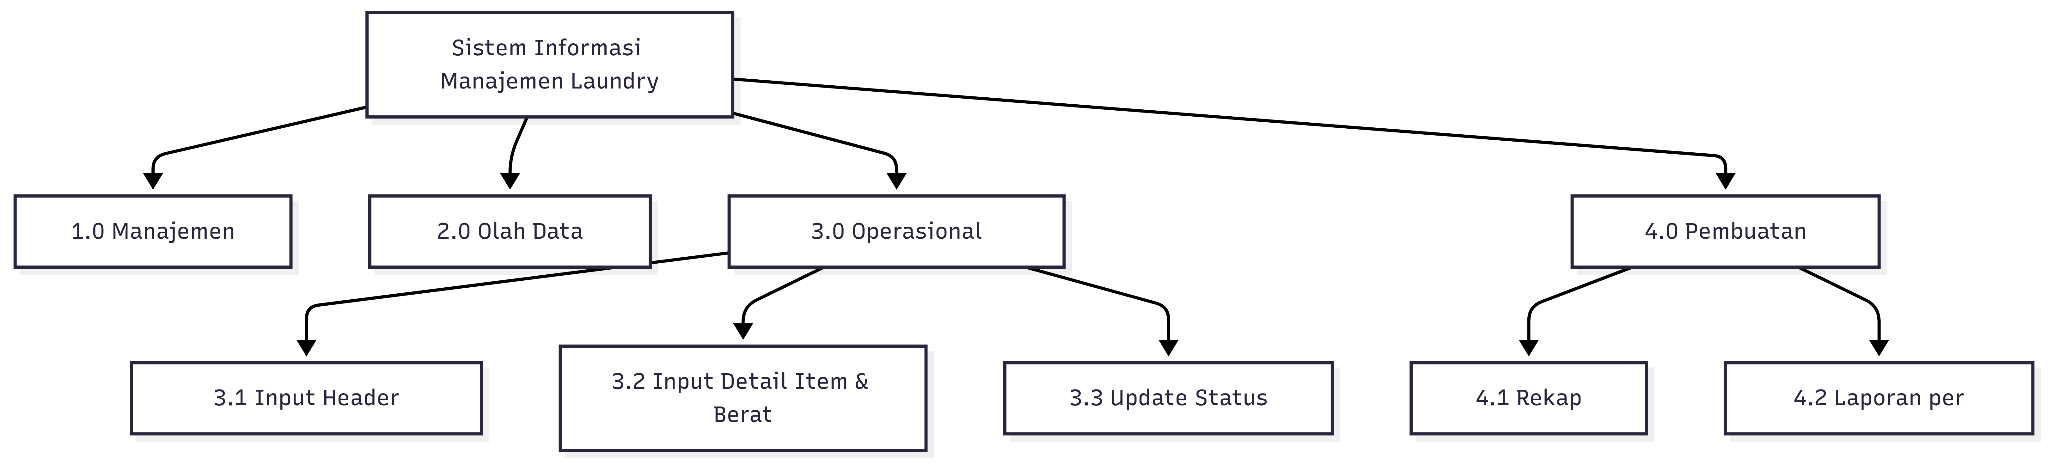 Sistem Informasi
Manajemen Laundry
1.0 Manajemen
2.0 Olah Data
3.0 Operasional
4.0 Pembuatan
3.1 Input Header
3.2 Input Detail Item &
Berat
3.3 Update Status
4.1 Rekap
4.2 Laporan per